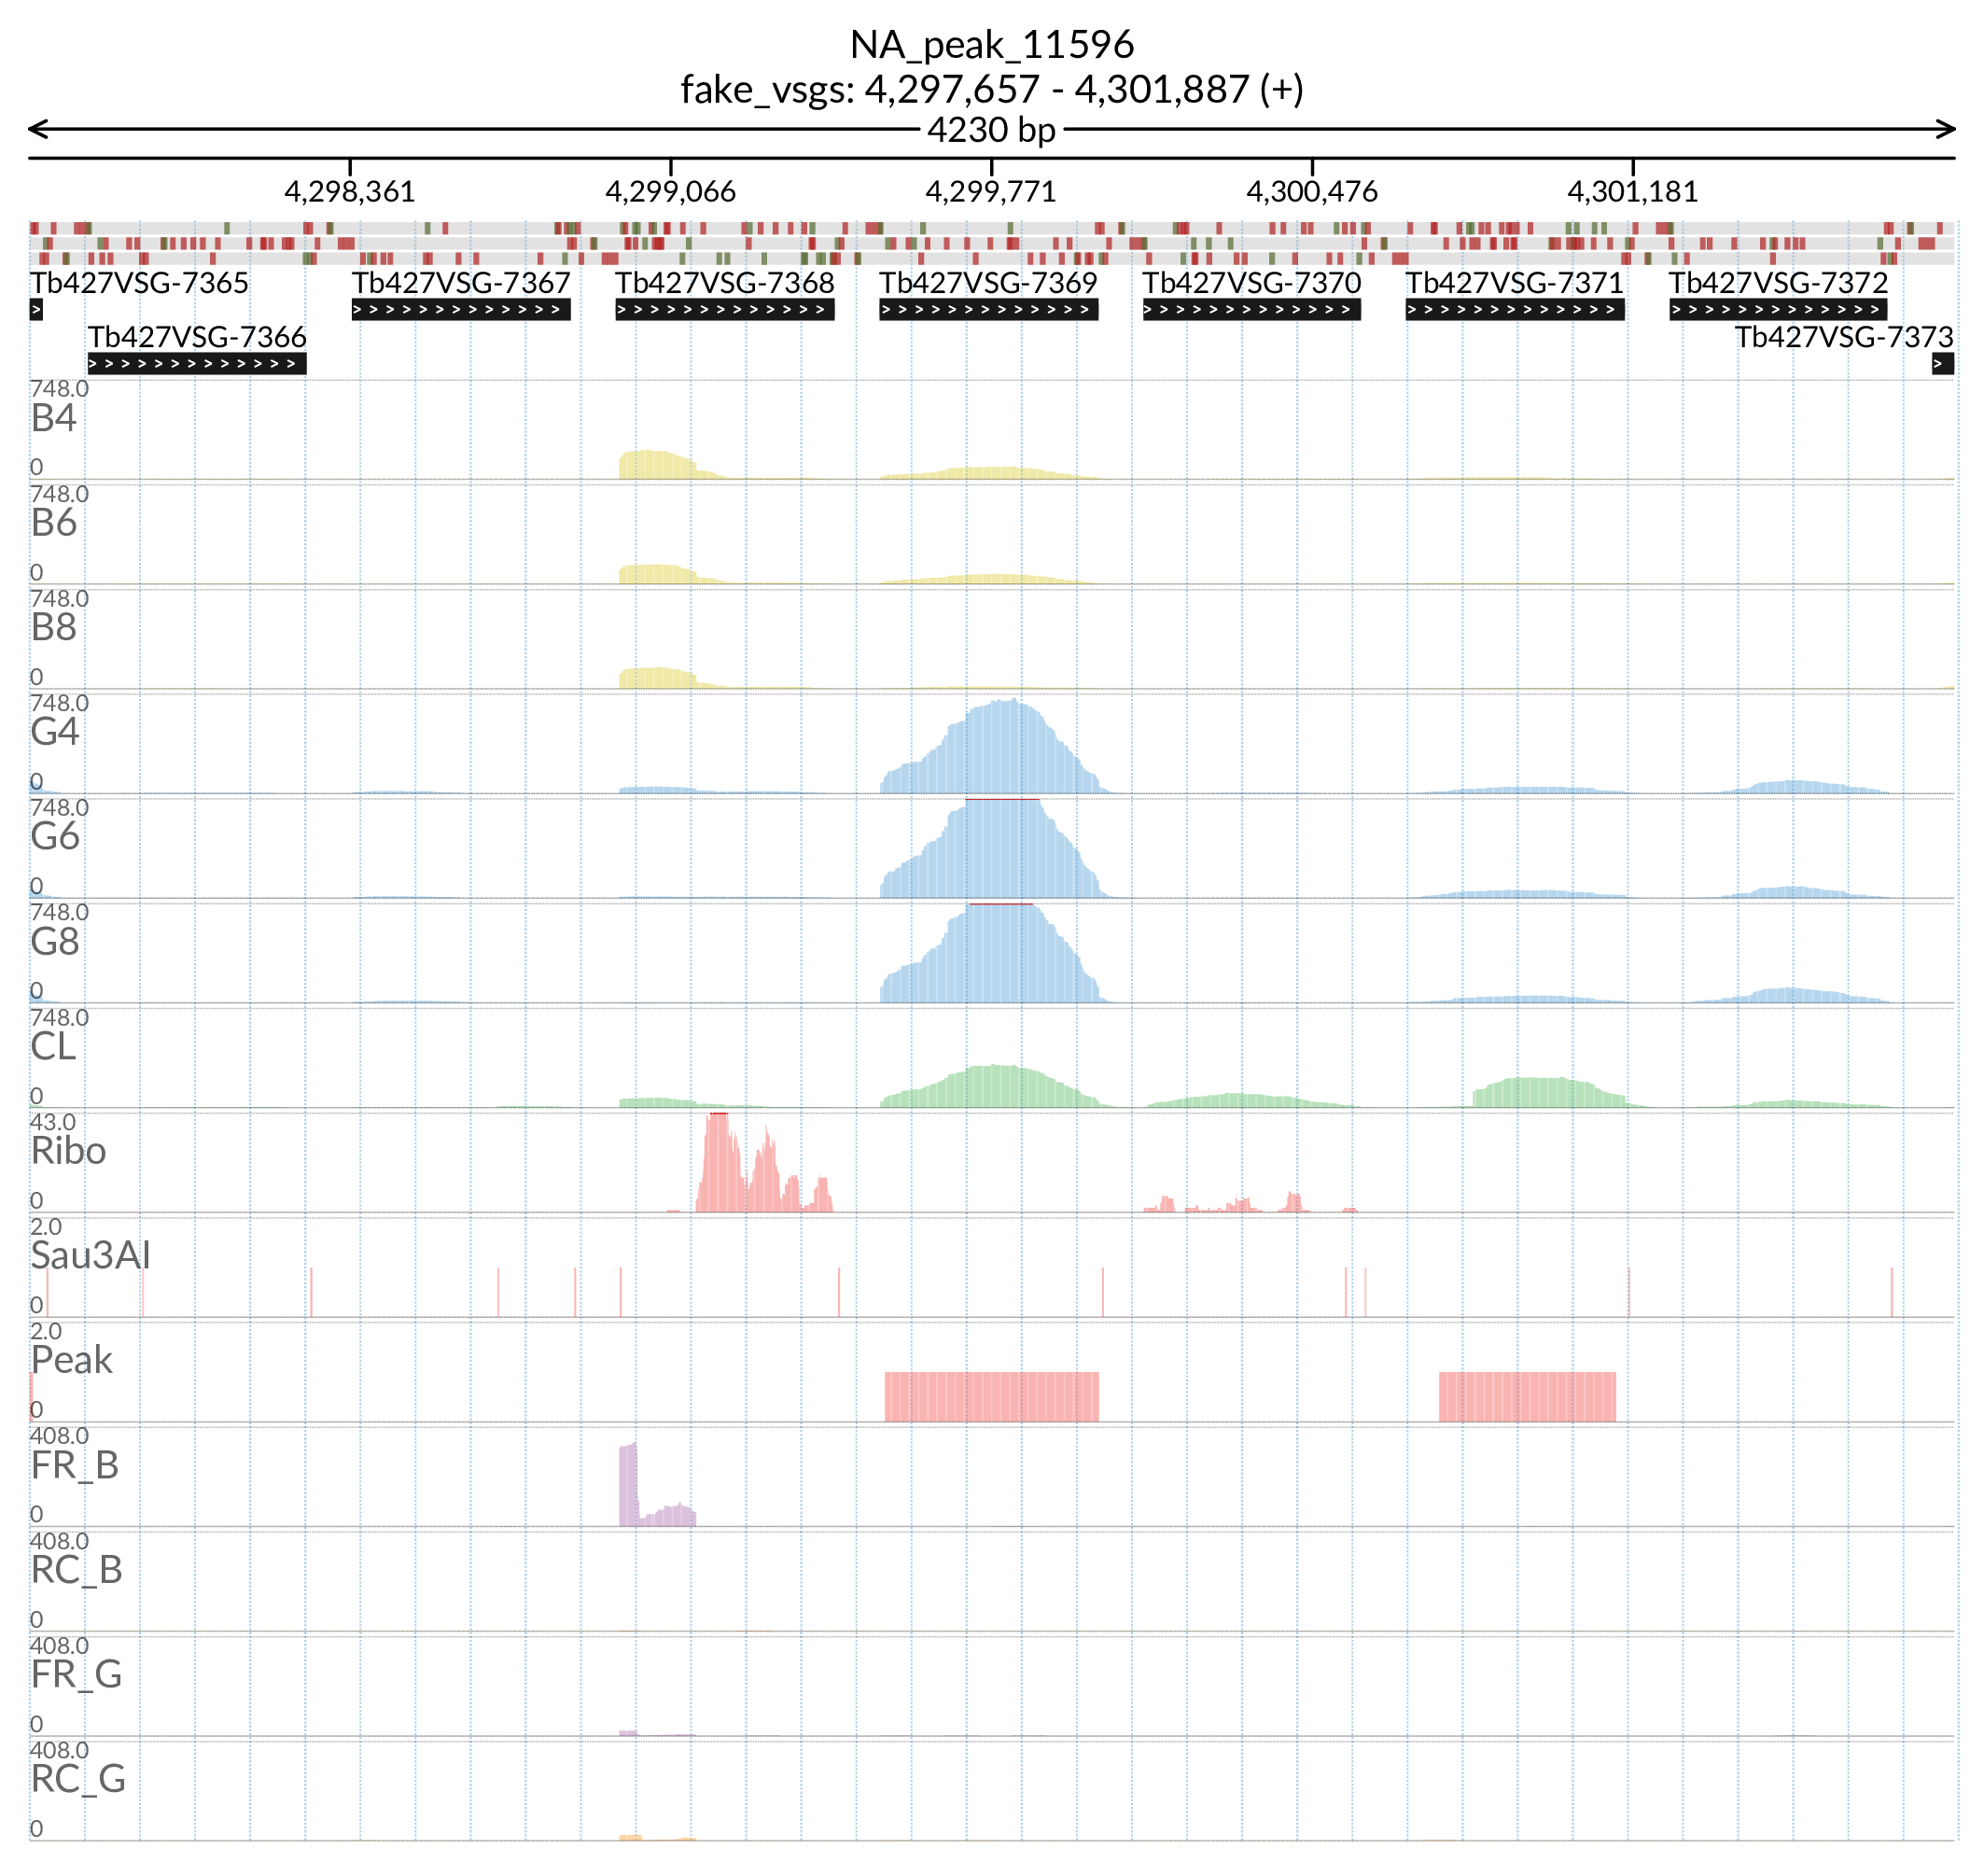 NA_peak_11596
fake_vsgs: 4,297,657 - 4,301,887 (+)
4230 bp
4,298,361 4,299,066 4,299,771 4,300,476 4,301,181
Tb427VSG-7365 Tb427VSG-7367 Tb427VSG-7368 Tb427VSG-7369 Tb427VSG-7370 Tb427VSG-7371 Tb427VSG-7372
Tb427VSG-7366 Tb427VSG-7373
748.0
B4
0
748.0
B6
0
748.0
B8
0
748.0
G4
0
748.0
G6
0
748.0
G8
0
748.0
CL
0
43.0
Ribo
0
2.0
Sau3AI
0
2.0
Peak
0
408.0
FR_B
0
408.0
RC_B
0
408.0
FR_G
0
408.0
RC_G
0